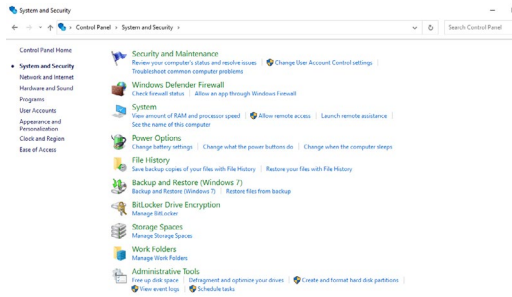 System and Security
Control Panel
System and Security
Search Control Panel
Control Panel Home
System and Security
Network and Internet
Hardware and Sound
Programs
User Accounts
Appearance and
Personalization
Clock and Region
Ease of Access
Security and Maintenance
Review your computer's status and resolve issues | Change User Account Control settings
Troubleshoot common computer problems
Windows Defender Firewall
Check firewall status | Allow an app through Windows Firewall
System
View amount of RAM and processor speed | Allow remote access | Launch remote assistance
See the name of this computer
Power Options
Change battery settings | Change what the power buttons do | Change when the computer sleeps
File History
Save backup copies of your files with File History | Restore your files with File History
Backup and Restore (Windows 7)
Backup and Restore (Windows 7) | Restore files from backup
BitLocker Drive Encryption
Manage BitLocker
Storage Spaces
Manage Storage Spaces
Work Folders
Manage Work Folders
Administrative Tools
Free up disk space | Defragment and optimize your drives | Create and format hard disk partitions
View event logs | Schedule tasks